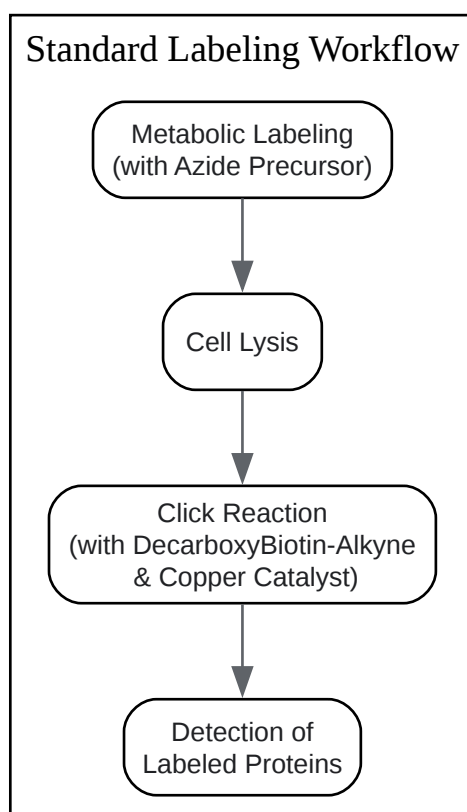 Standard Labeling Workflow
Metabolic Labeling
(with Azide Precursor)
Cell Lysis
Click Reaction
(with DecarboxyBiotin-Alkyne
& Copper Catalyst)
Detection of
Labeled Proteins